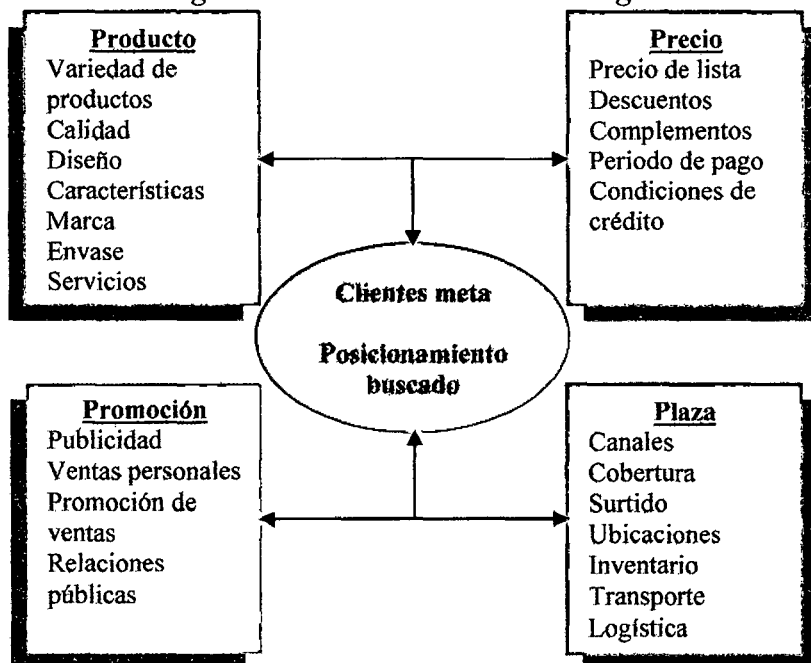 Producto
Variedad de
productos
Calidad
Diseño
Características
Marca
Envase
Servicios
Precio
Precio de lista
Descuentos
Complementos
Periodo de pago
Condiciones de
crédito
Clientes meta
Posicionamiento
buscado
Promoción
Publicidad
Ventas personales
Promoción de
ventas
Relaciones
públicas
Plaza
Canales
Cobertura
Surtido
Ubicaciones
Inventario
Transporte
Logística